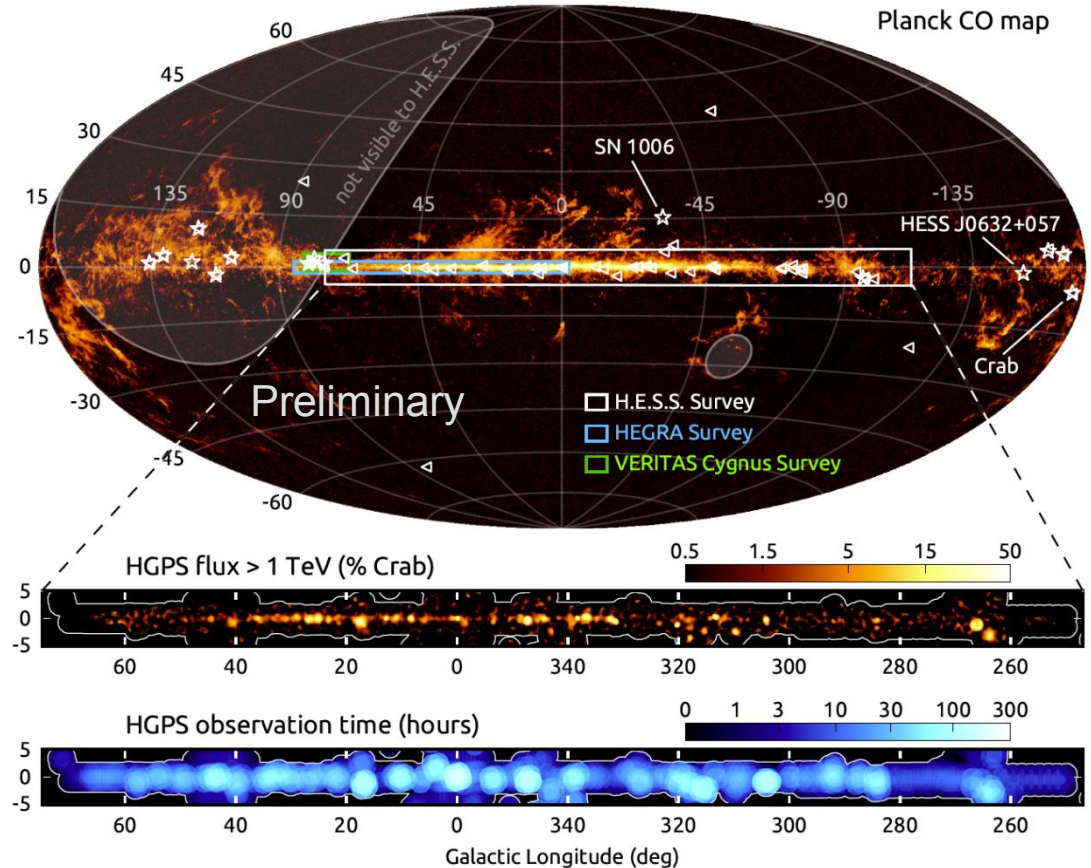 Planck CO map
60
45
30
15
0
-15
-30
-45
-60
not visible to H.E.S.S.
135
90
45
0
-45
-90
-135
SN 1006
HESS J0632+057
Crab
Preliminary
H.E.S.S. Survey
HEGRA Survey
VERITAS Cygnus Survey
HGPS flux > 1 TeV (% Crab)
0.5 1.5 5 15 50
5
0
-5
60 40 20 0 340 320 300 280 260
HGPS observation time (hours)
0 1 3 10 30 100 300
5
0
-5
60 40 20 0 340 320 300 280 260
Galactic Longitude (deg)